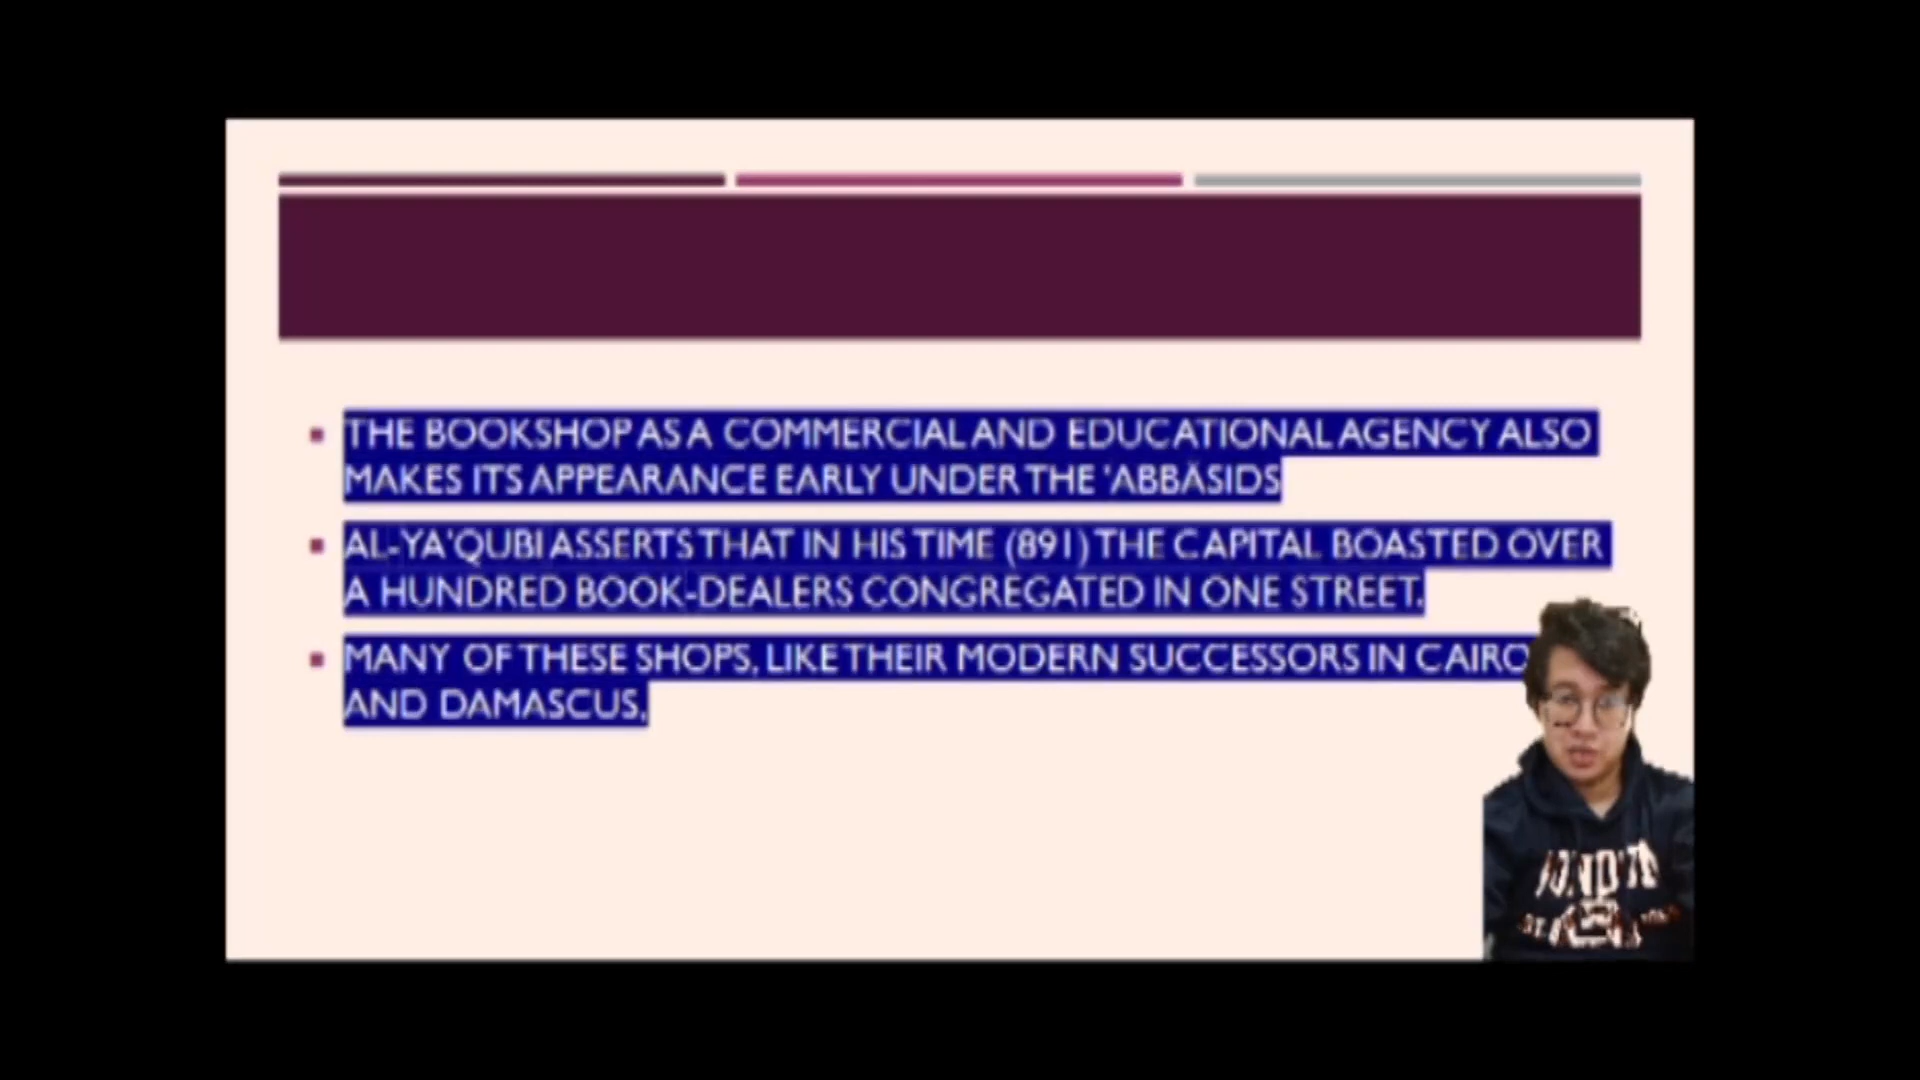 THE BOOKSHOP AS A COMMERCIAL AND EDUCATIONAL AGENCY ALSO
MAKES ITS APPEARANCE EARLY UNDER THE 'ABBĀSIDS
AL-YA'QUBI ASSERTS THAT IN HIS TIME (891) THE CAPITAL BOASTED OVER
A HUNDRED BOOK-DEALERS CONGREGATED IN ONE STREET.
MANY OF THESE SHOPS, LIKE THEIR MODERN SUCCESSORS IN CAIRO
AND DAMASCUS,